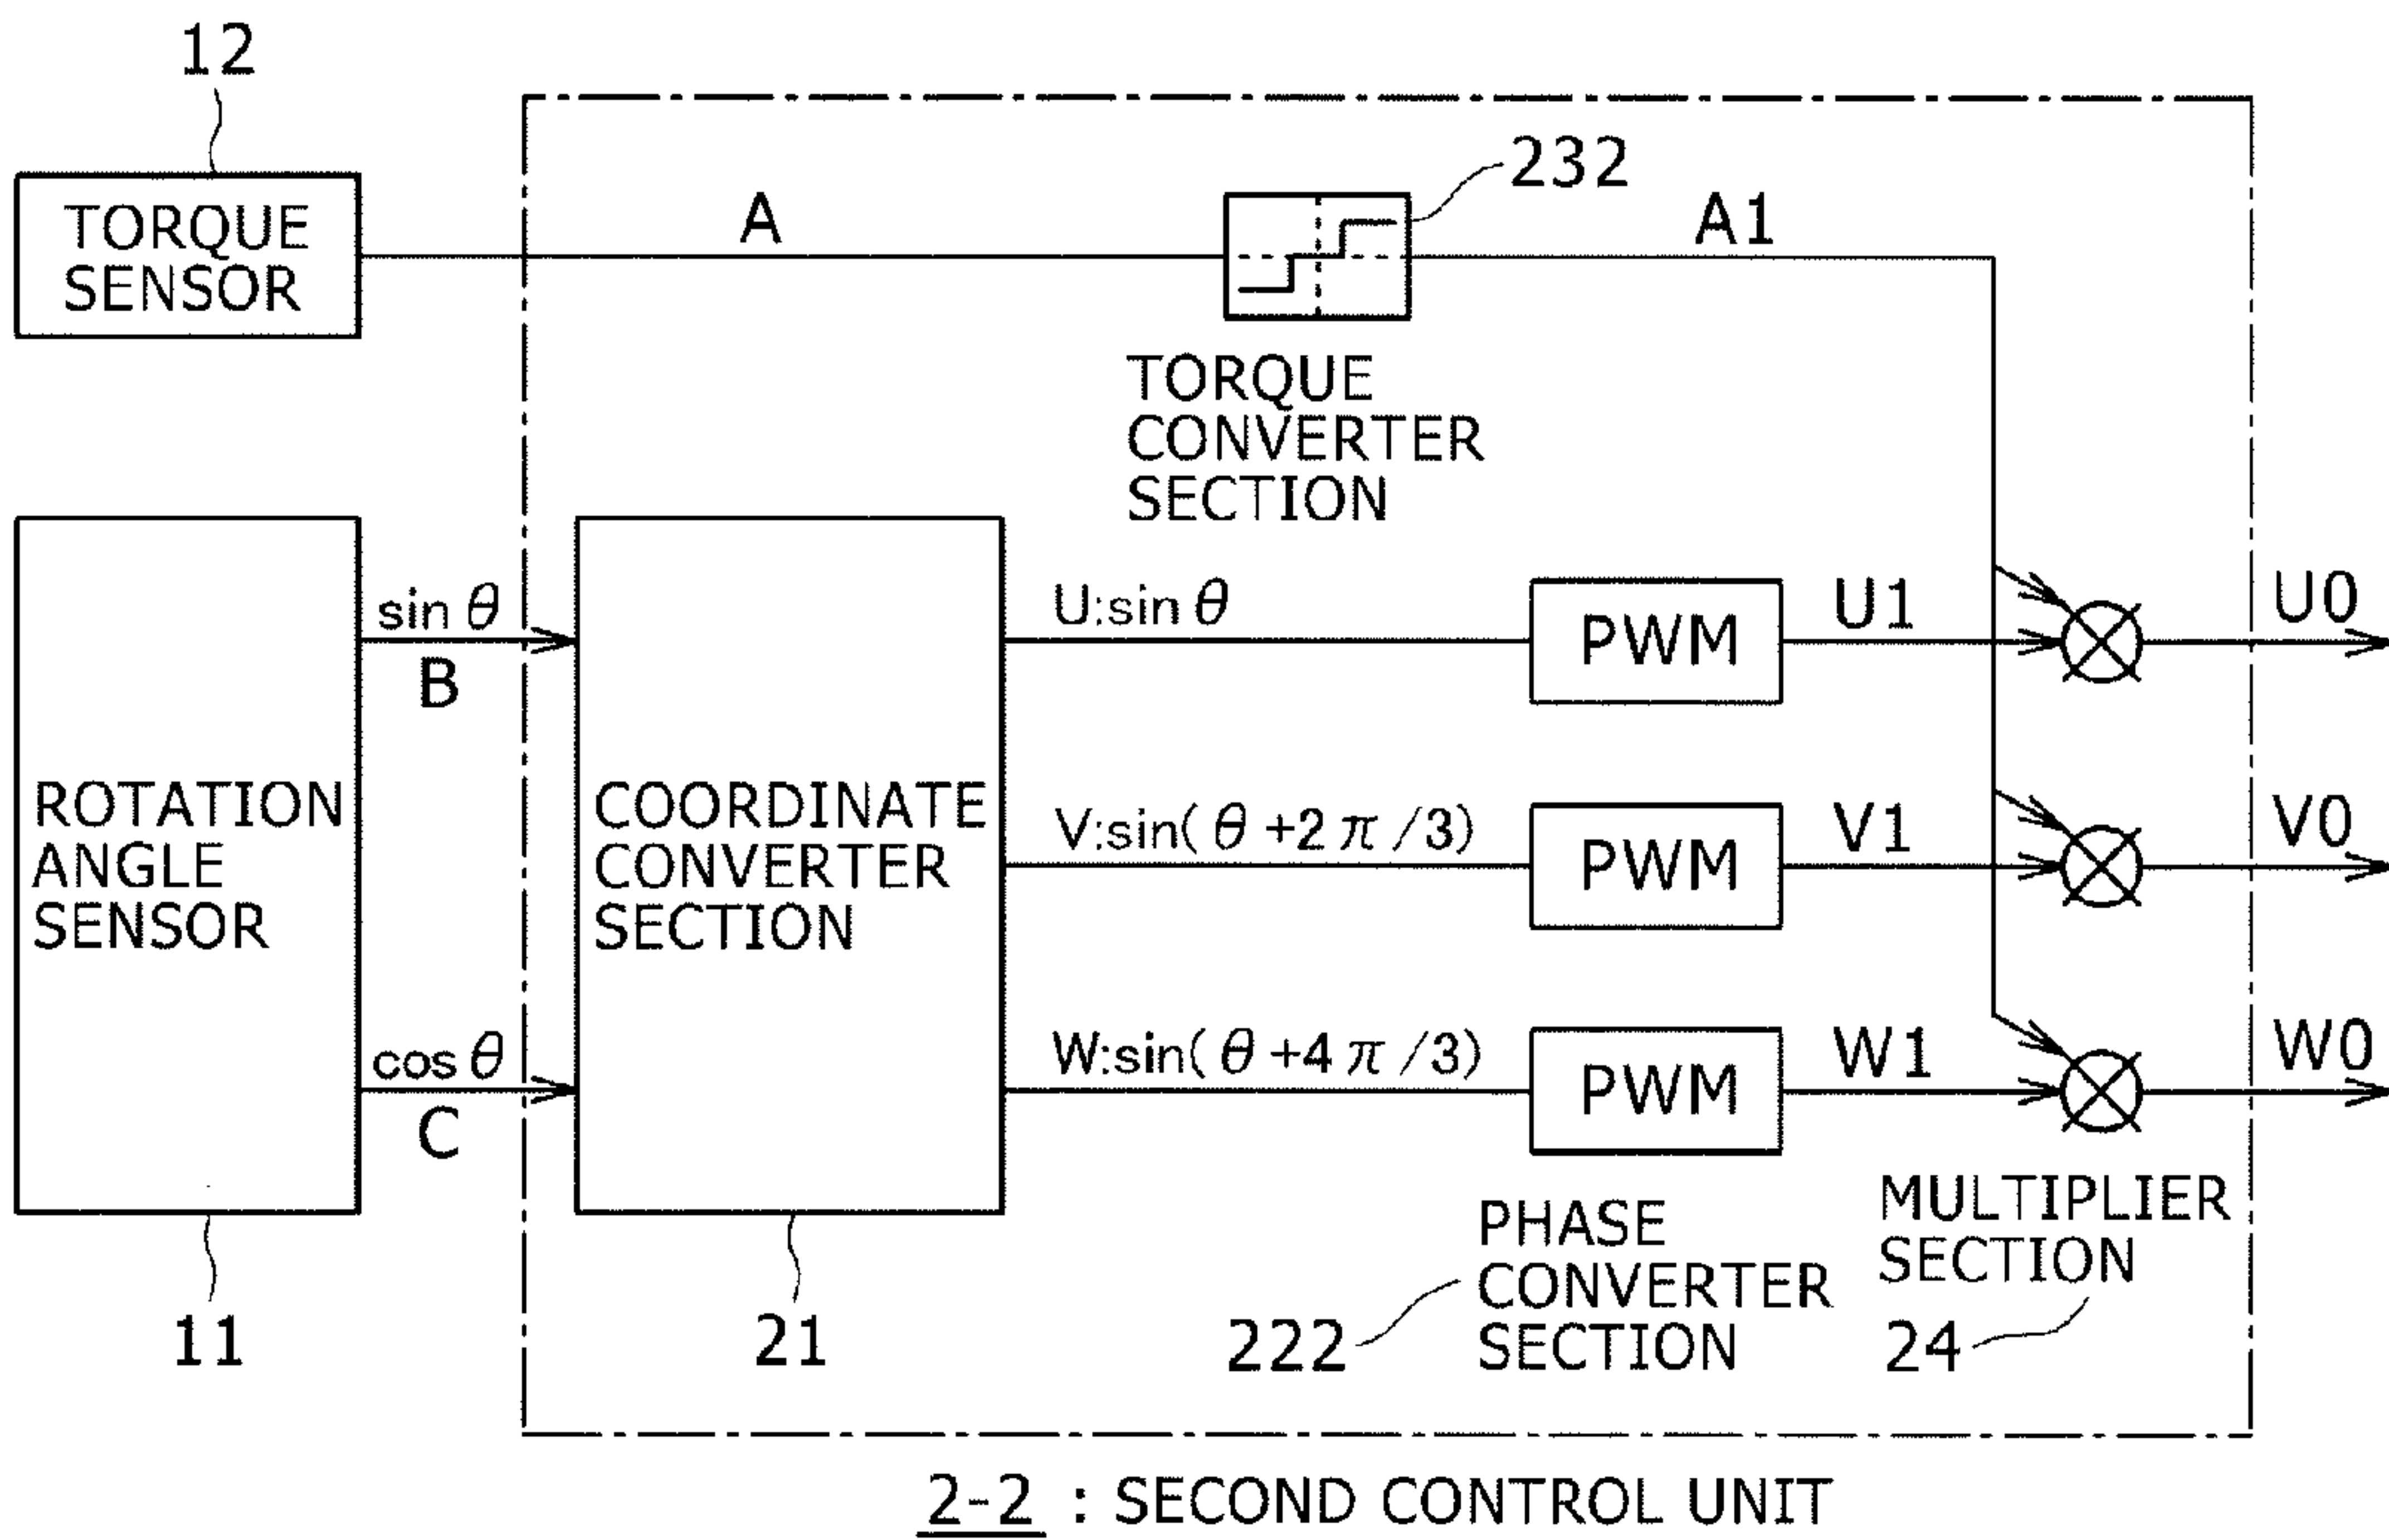 12
TORQUE
SENSOR
A
232
A1
TORQUE
CONVERTER
SECTION
ROTATION
ANGLE
SENSOR
11
sin θ
B
cos θ
C
COORDINATE
CONVERTER
SECTION
21
U:sin θ
V:sin( θ +2 π /3)
W:sin( θ +4 π /3)
PWM
PWM
PWM
U1
V1
W1
U0
V0
W0
PHASE
CONVERTER
SECTION
222
MULTIPLIER
SECTION
24
2-2 : SECOND CONTROL UNIT